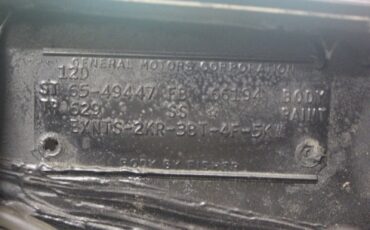 GENERAL MOTORS CORPORATION
12D
ST 65-49447 FB 66194 BODY
TR 629 SS PAINT
EXNTS-2KR-3BT-4F-5K
BODY BY FISHER